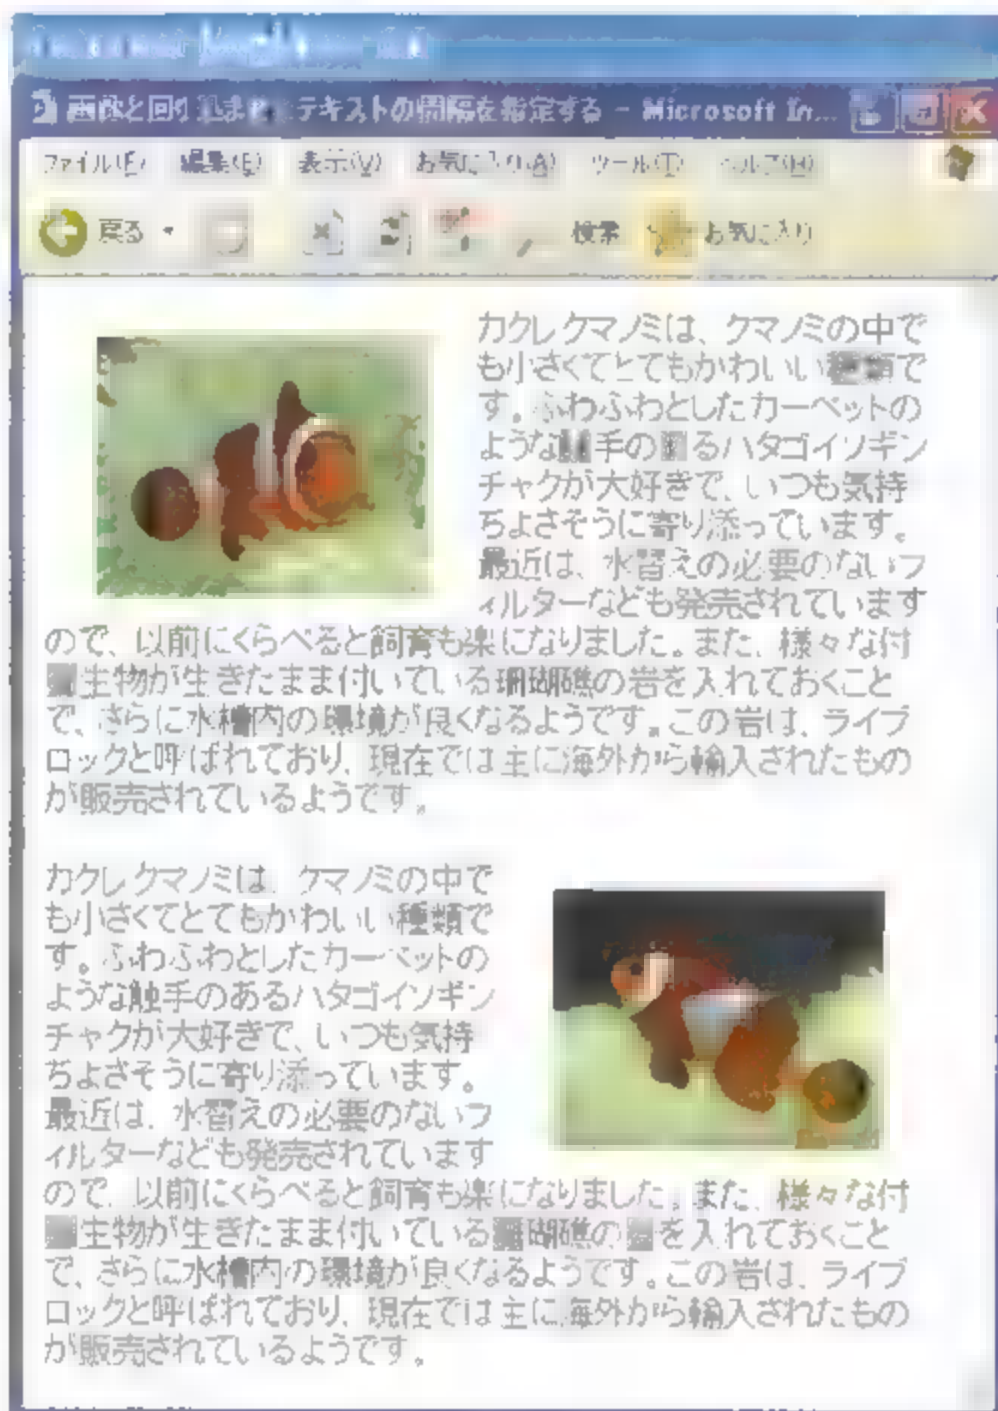 画像と回り込まれるテキストの間隔を指定する - Microsoft In...
ファイル(F) 編集(E) 表示(V) お気に入り(A) ツール(T) ヘルプ(H)
戻る 検索 お気に入り
カクレクマノミは、クマノミの中で
も小さくてとてもかわいい種類で
す。ふわふわとしたカーペットの
ような手のるハタゴイソギン
チャクが大好きで、いつも気持
ちよさそうに寄り添っています。
最近は、水替えの必要のないフ
ィルターなども発売されています
ので、以前にくらべると飼育も楽になりました。また、様々な付
生物が生きたまま付いている珊瑚礁の岩を入れておくこと
で、さらに水槽内の環境が良くなるようです。この岩は、ライブ
ロックと呼ばれており、現在では主に海外から輸入されたもの
が販売されているようです。
カクレクマノミは、クマノミの中で
も小さくてとてもかわいい種類で
す。ふわふわとしたカーペットの
ような触手のあるハタゴイソギン
チャクが大好きで、いつも気持
ちよさそうに寄り添っています。
最近は、水替えの必要のないフ
ィルターなども発売されています
ので、以前にくらべると飼育も楽になりました。また、様々な付
生物が生きたまま付いている珊瑚礁のを入れておくこと
で、さらに水槽内の環境が良くなるようです。この岩は、ライブ
ロックと呼ばれており、現在では主に海外から輸入されたもの
が販売されているようです。